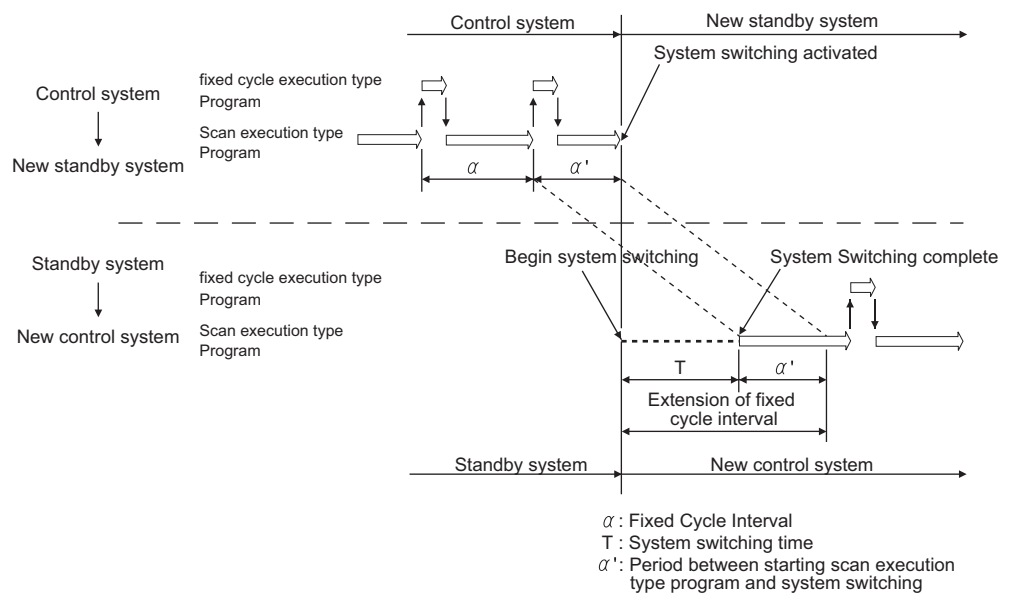 Control system
New standby system
System switching activated
Control system
New standby system
fixed cycle execution type
Program
Scan execution type
Program
α
α'
Standby system
New control system
fixed cycle execution type
Program
Scan execution type
Program
Begin system switching
System Switching complete
T
α'
Extension of fixed
cycle interval
Standby system
New control system
α : Fixed Cycle Interval
T : System switching time
α': Period between starting scan execution
type program and system switching